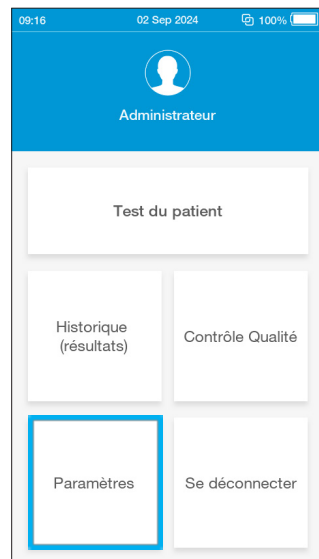 09:16 02 Sep 2024 100%
Administrateur
Test du patient
Historique
(résultats)
Contrôle Qualité
Paramètres
Se déconnecter